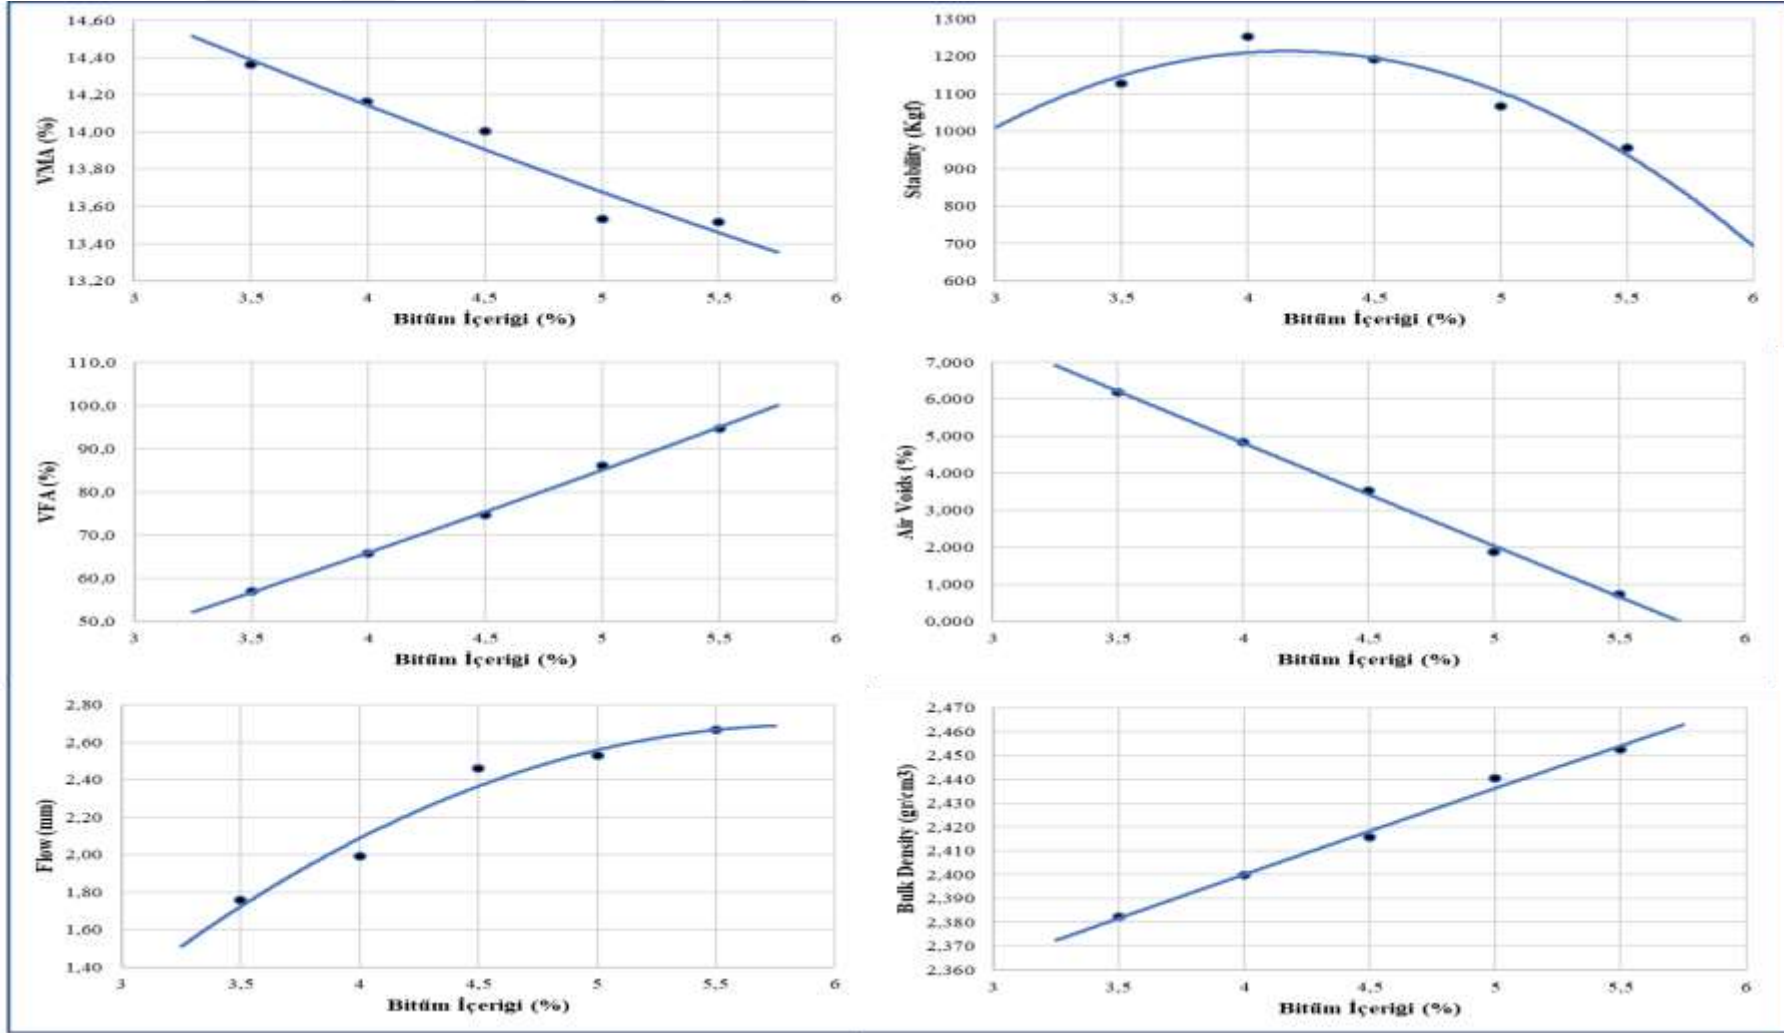 14,60
14,40
14,20
14,00
13,80
13,60
13,40
13,20
VMA (%)
3 3,5 4 4,5 5 5,5 6
Bitüm İçeriği (%)
1300
1200
1100
1000
900
800
700
600
Stability (Kgf)
3 3,5 4 4,5 5 5,5 6
Bitüm İçeriği (%)
110,0
100,0
90,0
80,0
70,0
60,0
50,0
VFA (%)
3 3,5 4 4,5 5 5,5 6
Bitüm İçeriği (%)
7,000
6,000
5,000
4,000
3,000
2,000
1,000
0,000
Air Voids (%)
3 3,5 4 4,5 5 5,5 6
Bitüm İçeriği (%)
2,80
2,60
2,40
2,20
2,00
1,80
1,60
1,40
Flow (mm)
3 3,5 4 4,5 5 5,5 6
Bitüm İçeriği (%)
2,470
2,460
2,450
2,440
2,430
2,420
2,410
2,400
2,390
2,380
2,370
2,360
Bulk Density (gr/cm3)
3 3,5 4 4,5 5 5,5 6
Bitüm İçeriği (%)